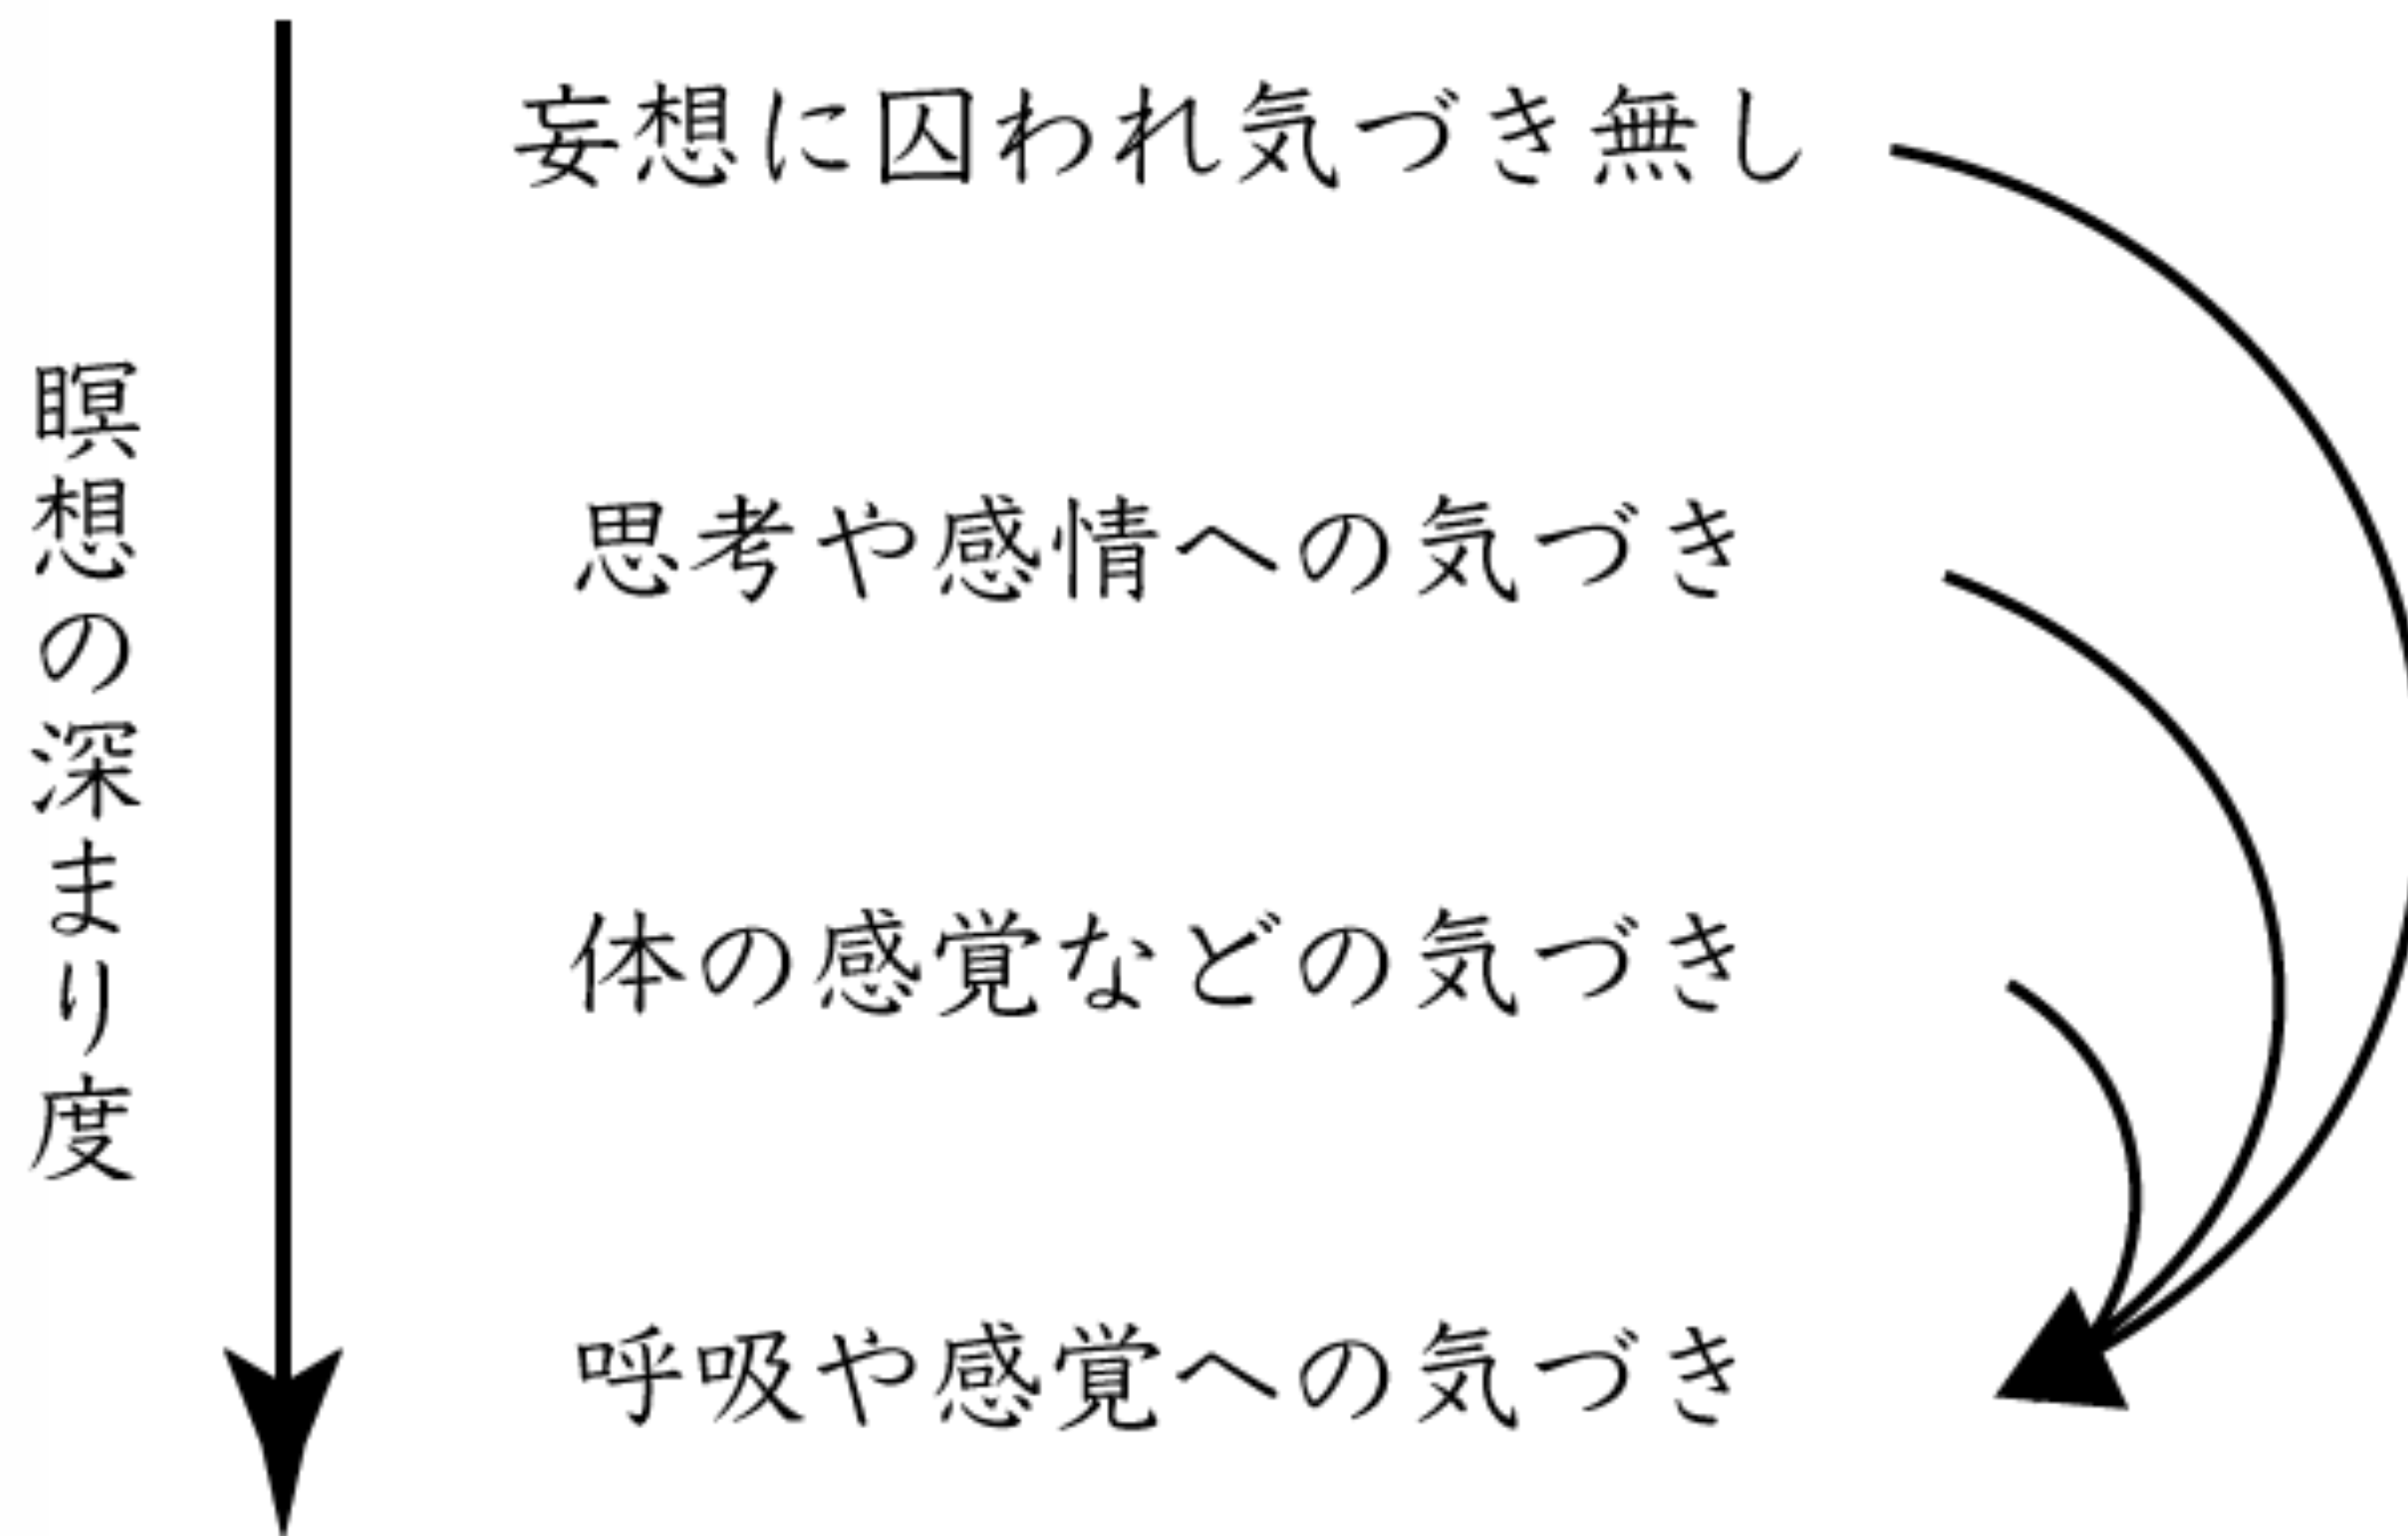 瞑想の深まり度
妄想に囚われ気づき無し
思考や感情への気づき
体の感覚などの気づき
呼吸や感覚への気づき